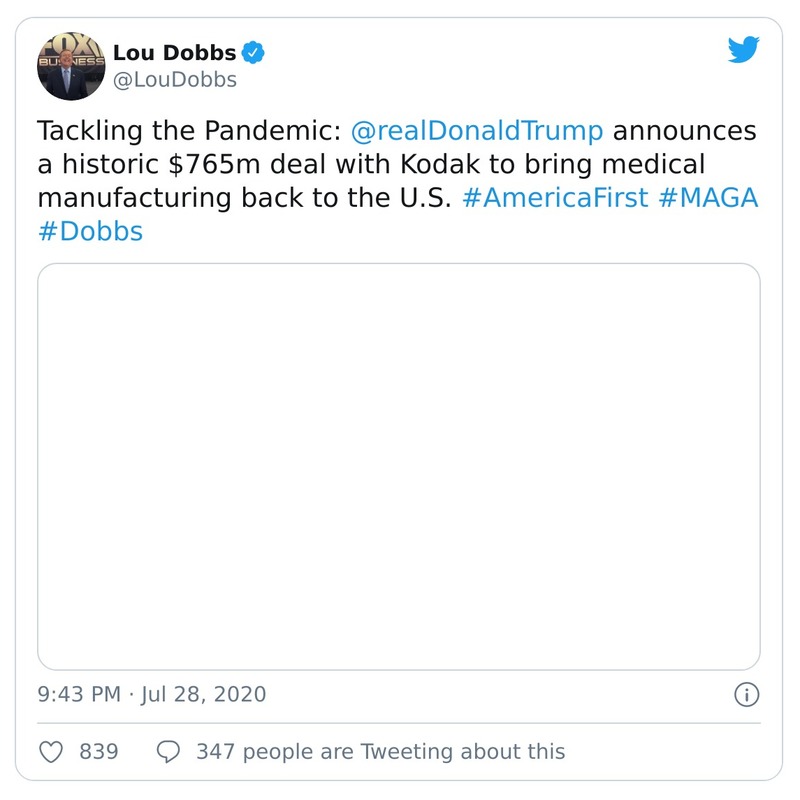 FOX
BUSINESS
Lou Dobbs
@LouDobbs
Tackling the Pandemic: @realDonaldTrump announces
a historic $765m deal with Kodak to bring medical
manufacturing back to the U.S. #AmericaFirst #MAGA
#Dobbs
9:43 PM · Jul 28, 2020
839
347 people are Tweeting about this